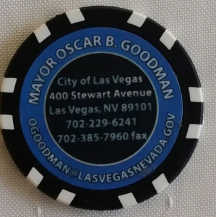 MAYOR OSCAR B. GOODMAN
City of Las Vegas
400 Stewart Avenue
Las Vegas, NV 89101
702-229-6241
702-385-7960 fax
OGOODMAN@LASVEGASNEVADA.GOV